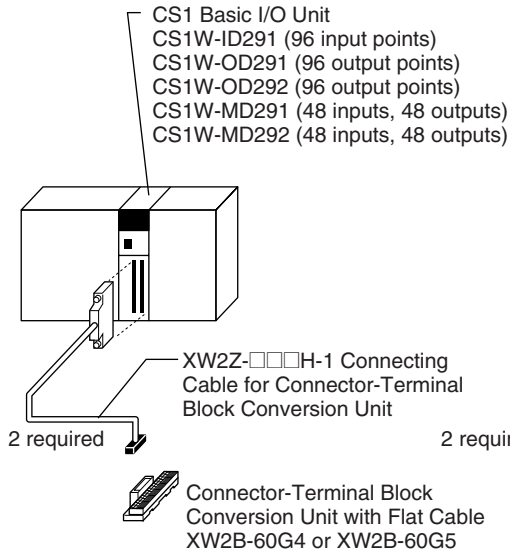 CS1 Basic I/O Unit
CS1W-ID291 (96 input points)
CS1W-OD291 (96 output points)
CS1W-OD292 (96 output points)
CS1W-MD291 (48 inputs, 48 outputs)
CS1W-MD292 (48 inputs, 48 outputs)
XW2Z-□□□H-1 Connecting
Cable for Connector-Terminal
Block Conversion Unit
2 required
2 requir
Connector-Terminal Block
Conversion Unit with Flat Cable
XW2B-60G4 or XW2B-60G5